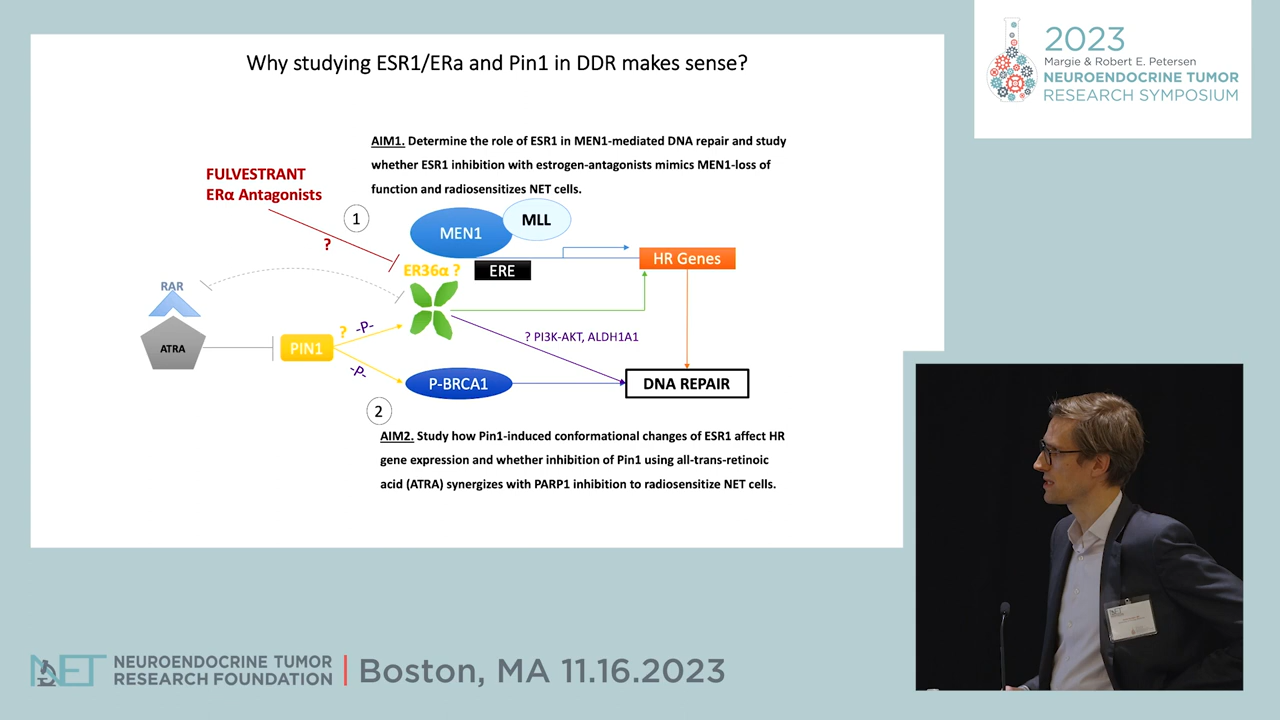 Why studying ESR1/ERa and Pin1 in DDR makes sense?
AIM1. Determine the role of ESR1 in MEN1-mediated DNA repair and study
whether ESR1 inhibition with estrogen-antagonists mimics MEN1-loss of
function and radiosensitizes NET cells.
FULVESTRANT
ERα Antagonists
1
?
MEN1
MLL
ER36α ?
ERE
HR Genes
RAR
ATRA
PIN1
? -P-
-P-
? PI3K-AKT, ALDH1A1
P-BRCA1
DNA REPAIR
2
AIM2. Study how Pin1-induced conformational changes of ESR1 affect HR
gene expression and whether inhibition of Pin1 using all-trans-retinoic
acid (ATRA) synergizes with PARP1 inhibition to radiosensitize NET cells.
2023
Margie & Robert E. Petersen
NEUROENDOCRINE TUMOR
RESEARCH SYMPOSIUM
NET
NEUROENDOCRINE TUMOR
RESEARCH FOUNDATION
Boston, MA 11.16.2023